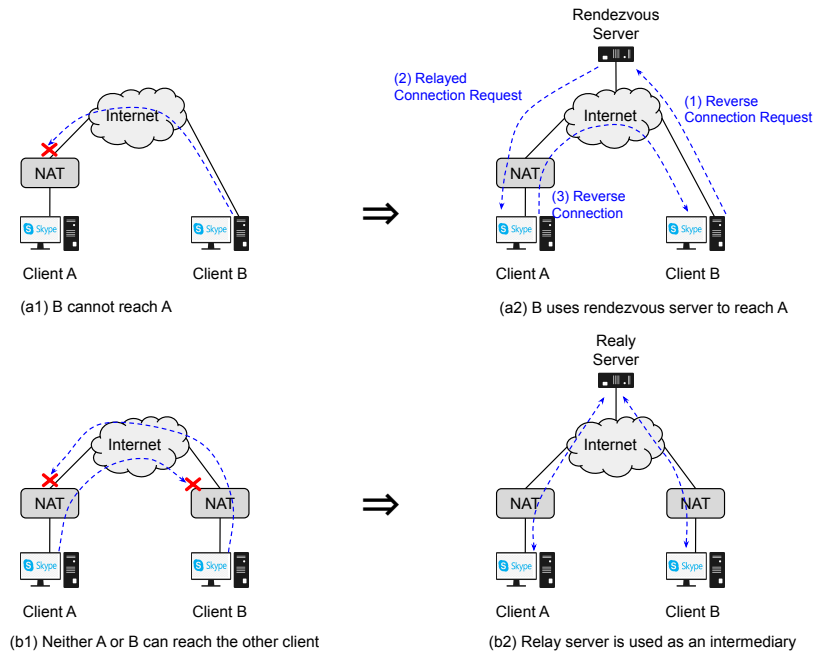 Rendezvous
Server
(2) Relayed
Connection Request
(1) Reverse
Connection Request
Internet
Internet
NAT
NAT
(3) Reverse
Connection
S Skype
S Skype
S Skype
S Skype
Client A
Client B
Client A
Client B
(a1) B cannot reach A
⇒
(a2) B uses rendezvous server to reach A
Realy
Server
Internet
Internet
NAT
NAT
⇒
NAT
NAT
S Skype
S Skype
S Skype
S Skype
Client A
Client B
Client A
Client B
(b1) Neither A or B can reach the other client
(b2) Relay server is used as an intermediary